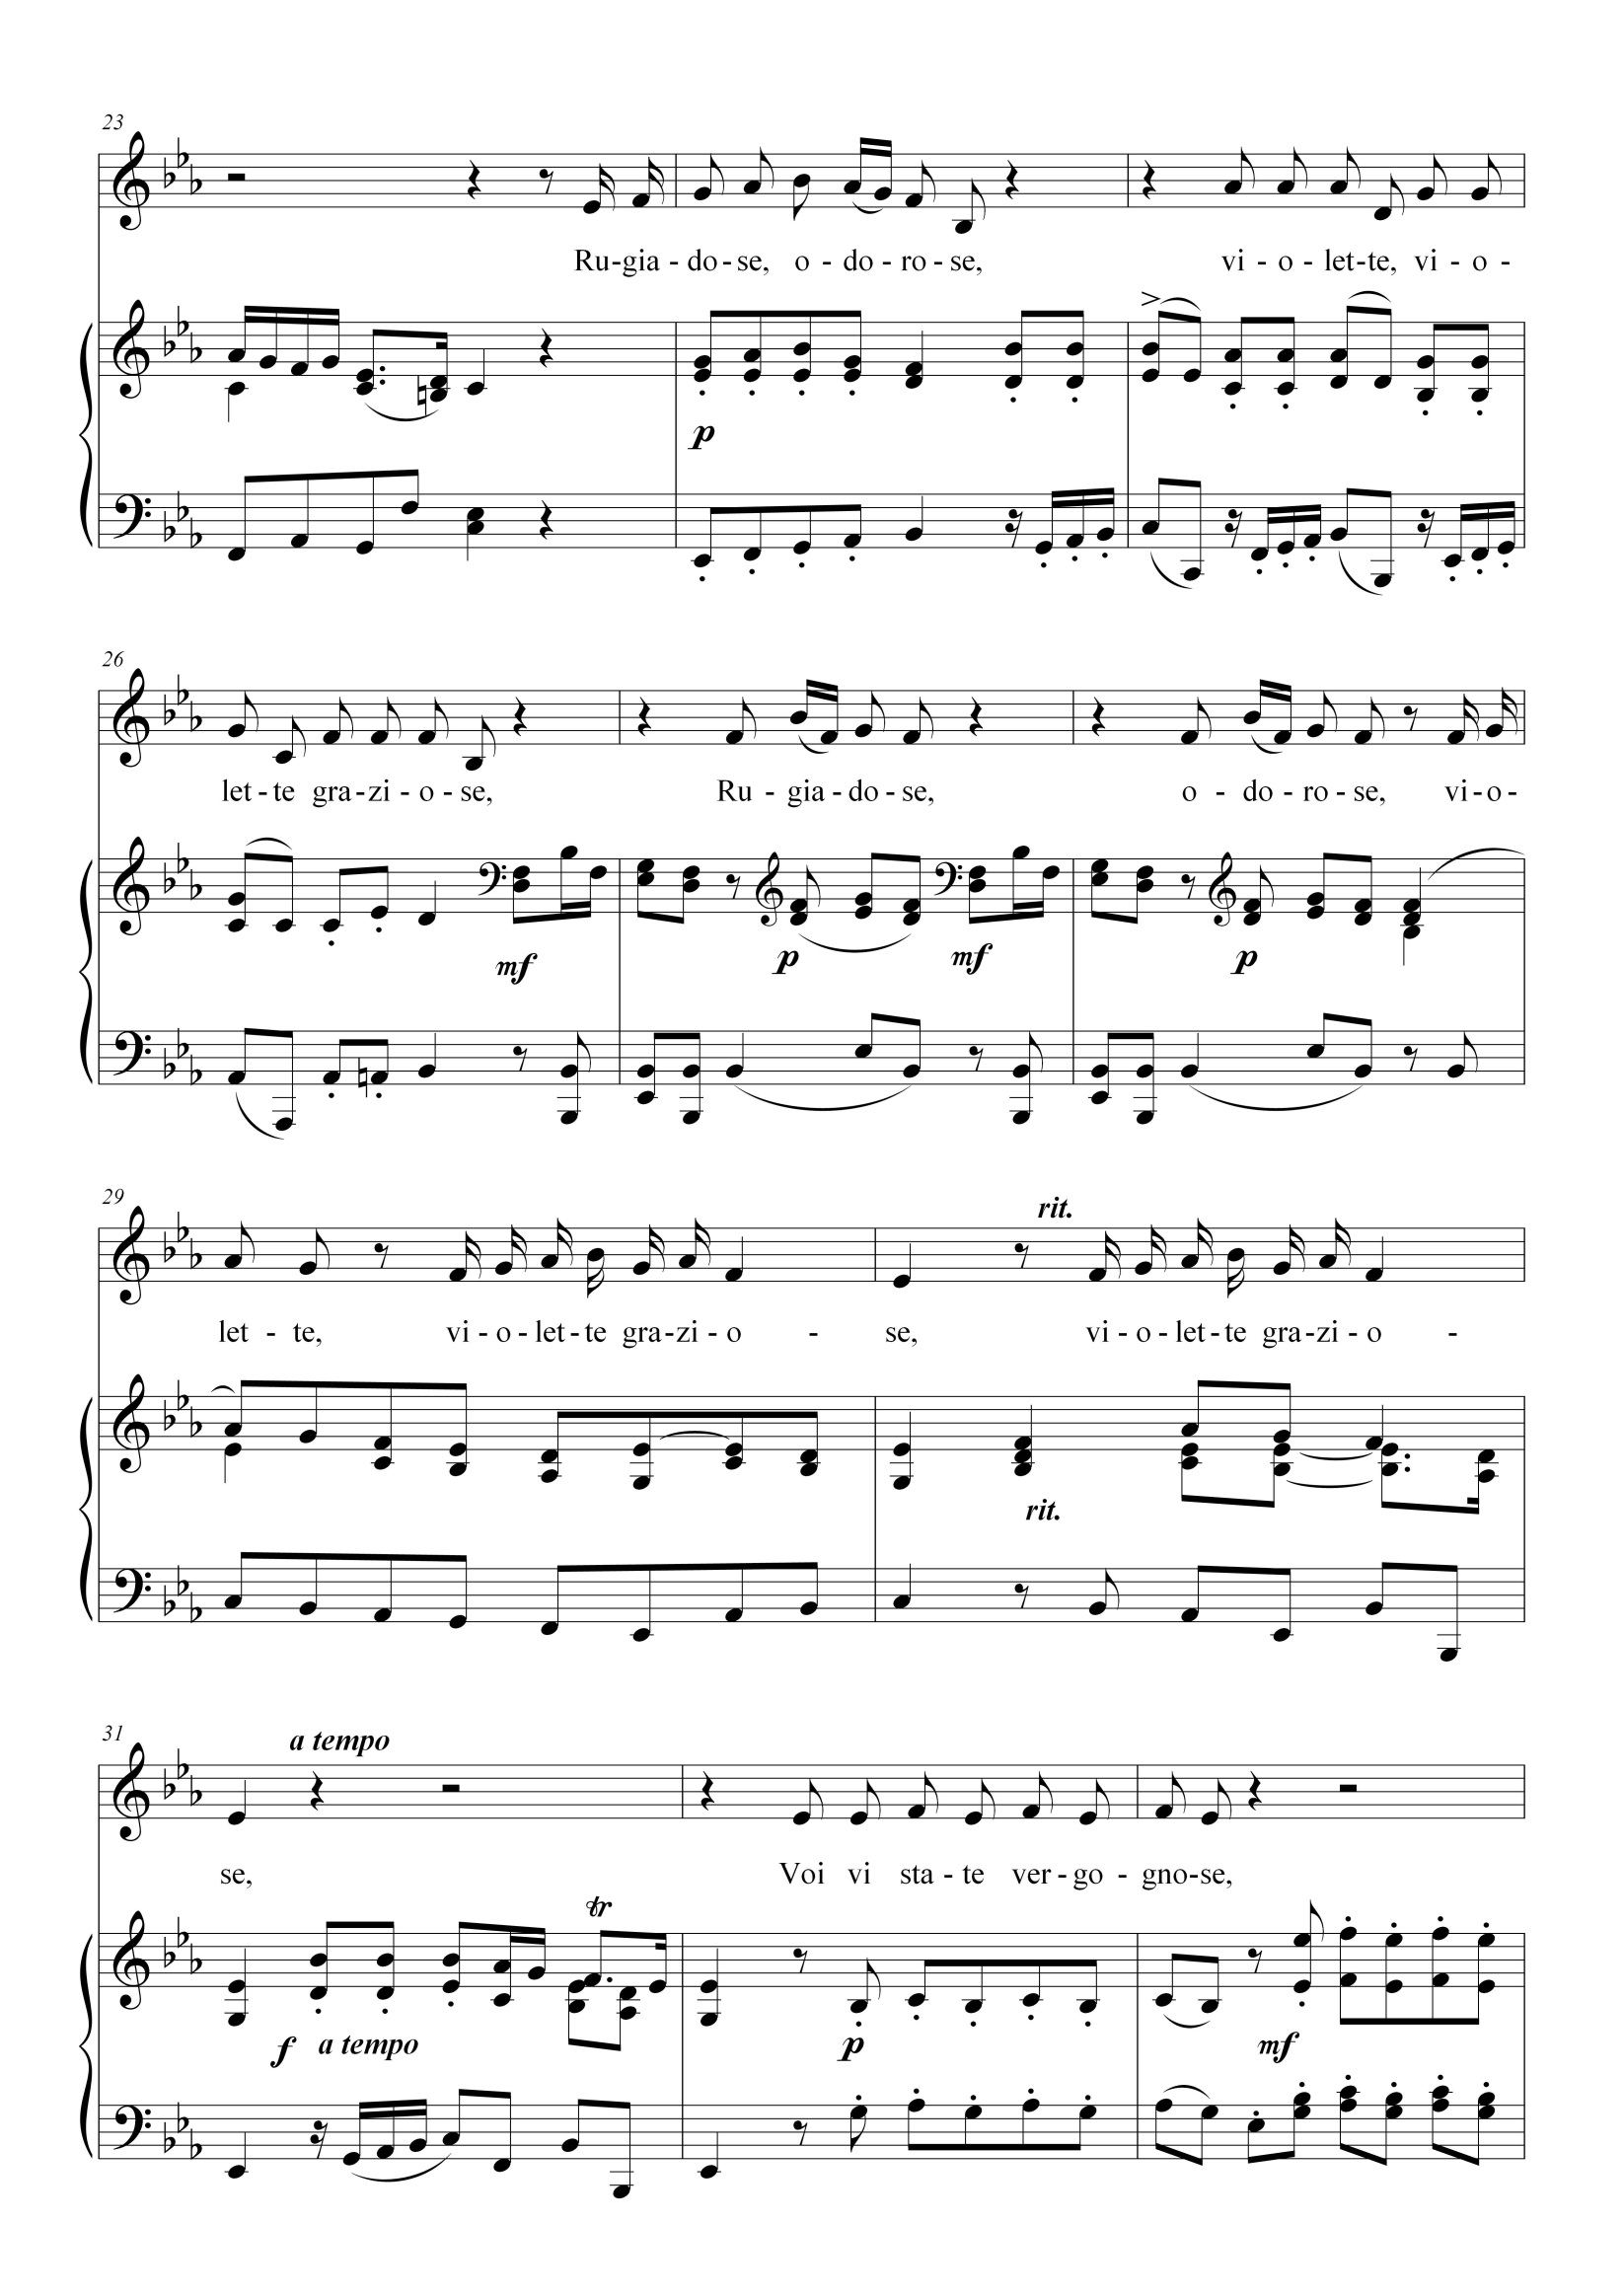 23
Ru-gia - do - se, o - do - ro - se, vi - o - let-te, vi - o -
p
26
let - te gra-zi - o - se, Ru - gia - do - se, o - do - ro - se, vi-o-
mf p mf p
29
rit.
let - te, vi - o - let - te gra-zi - o - se, vi - o - let - te gra-zi - o -
rit.
31
a tempo
se, Voi vi sta - te ver - go - gno-se,
tr
f a tempo p mf